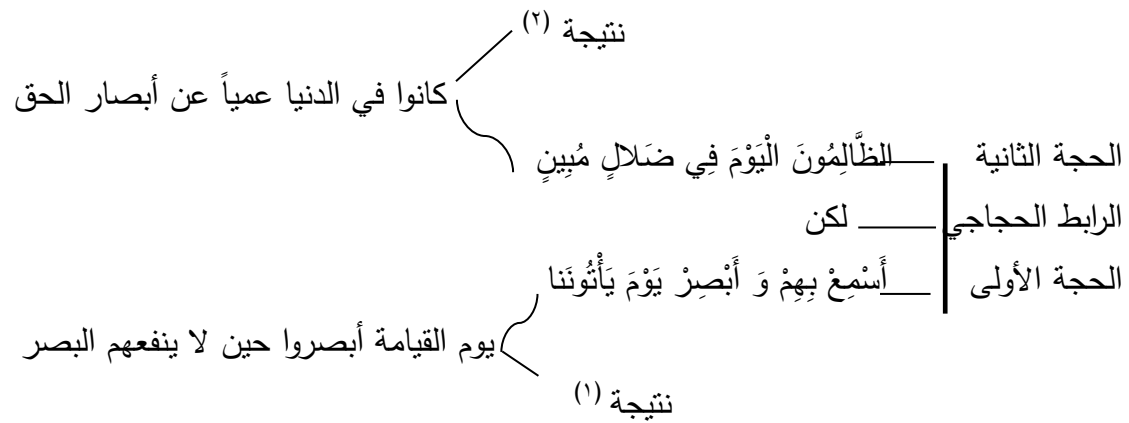 نتيجة (٢)
كانوا في الدنيا عمياً عن أبصار الحق
الحجة الثانية الظَّالِمُونَ الْيَوْمَ فِي ضَلالٍ مُبِينٍ
الرابط الحجاجي لكن
الحجة الأولى أَسْمِعْ بِهِمْ وَ أَبْصِرْ يَوْمَ يَأْتُونَنا
يوم القيامة أبصروا حين لا ينفعهم البصر
نتيجة (١)